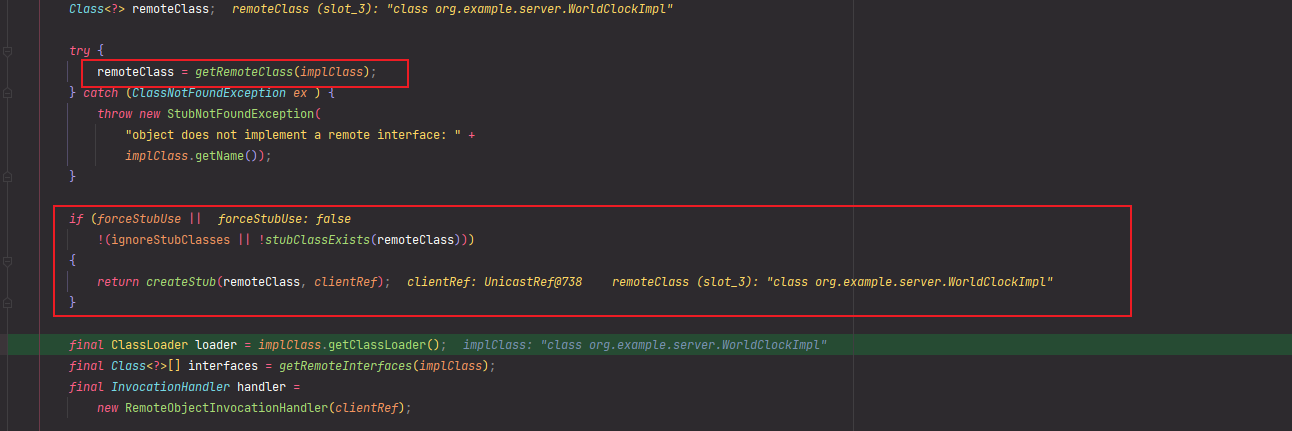 Class<?> remoteClass;  remoteClass (slot_3): "class org.example.server.WorldClockImpl"
try {
remoteClass = getRemoteClass(implClass);
} catch (ClassNotFoundException ex ) {
throw new StubNotFoundException(
"object does not implement a remote interface: " +
implClass.getName());
}
if (forceStubUse ||  forceStubUse: false
!(ignoreStubClasses || !stubClassExists(remoteClass)))
{
return createStub(remoteClass, clientRef);  clientRef: UnicastRef@738    remoteClass (slot_3): "class org.example.server.WorldClockImpl"
}
final ClassLoader loader = implClass.getClassLoader();  implClass: "class org.example.server.WorldClockImpl"
final Class<?>[] interfaces = getRemoteInterfaces(implClass);
final InvocationHandler handler =
new RemoteObjectInvocationHandler(clientRef);